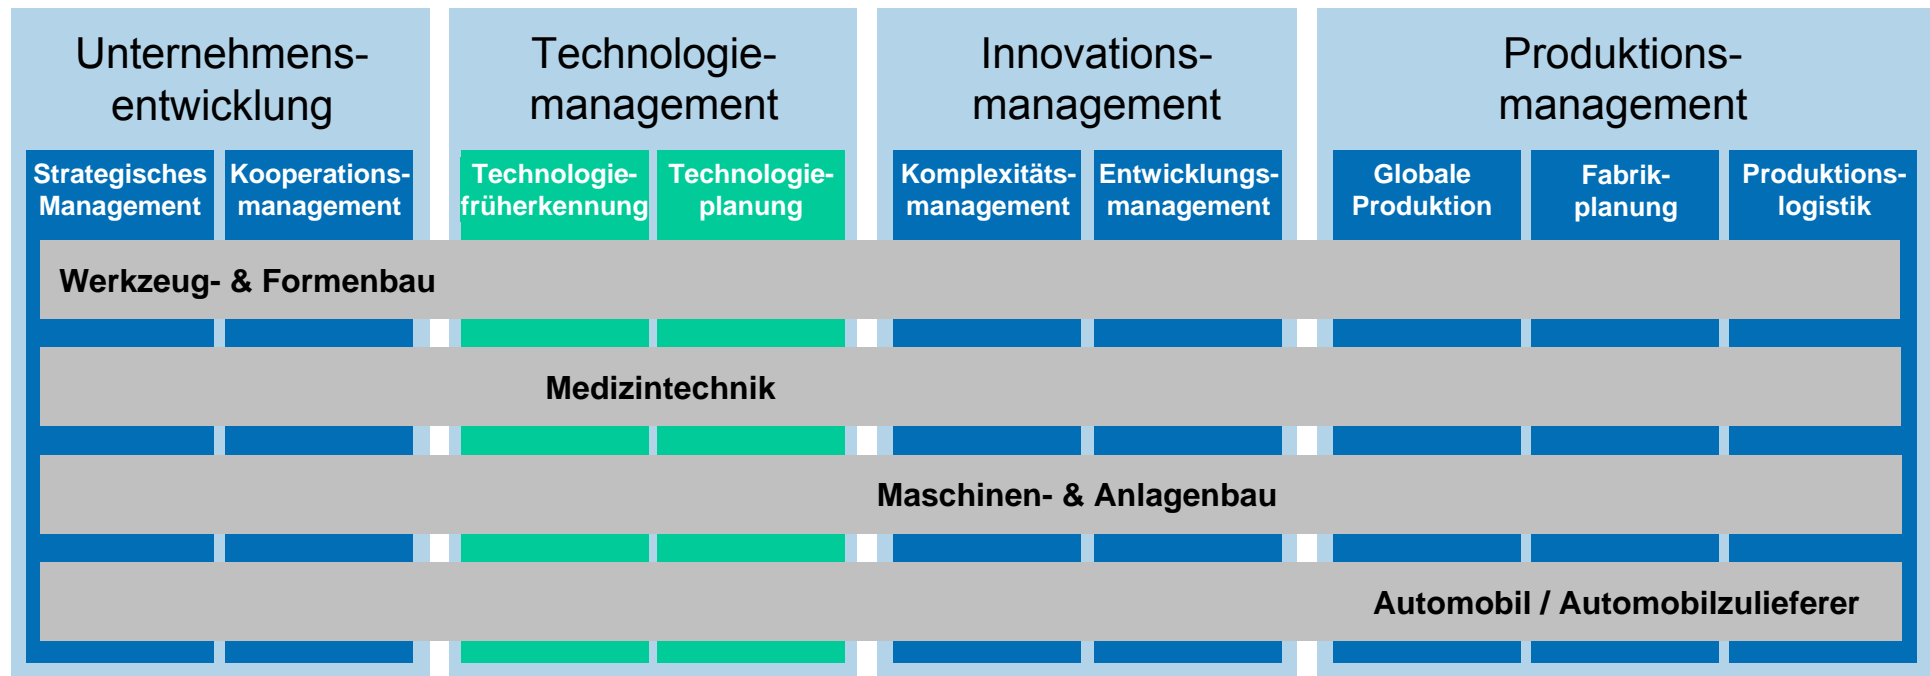 Unternehmens-
entwicklung
Technologie-
management
Innovations-
management
Produktions-
management
Strategisches
Management
Kooperations-
management
Technologie-
früherkennung
Technologie-
planung
Komplexitäts-
management
Entwicklungs-
management
Globale
Produktion
Fabrik-
planung
Produktions-
logistik
Werkzeug- & Formenbau
Medizintechnik
Maschinen- & Anlagenbau
Automobil / Automobilzulieferer